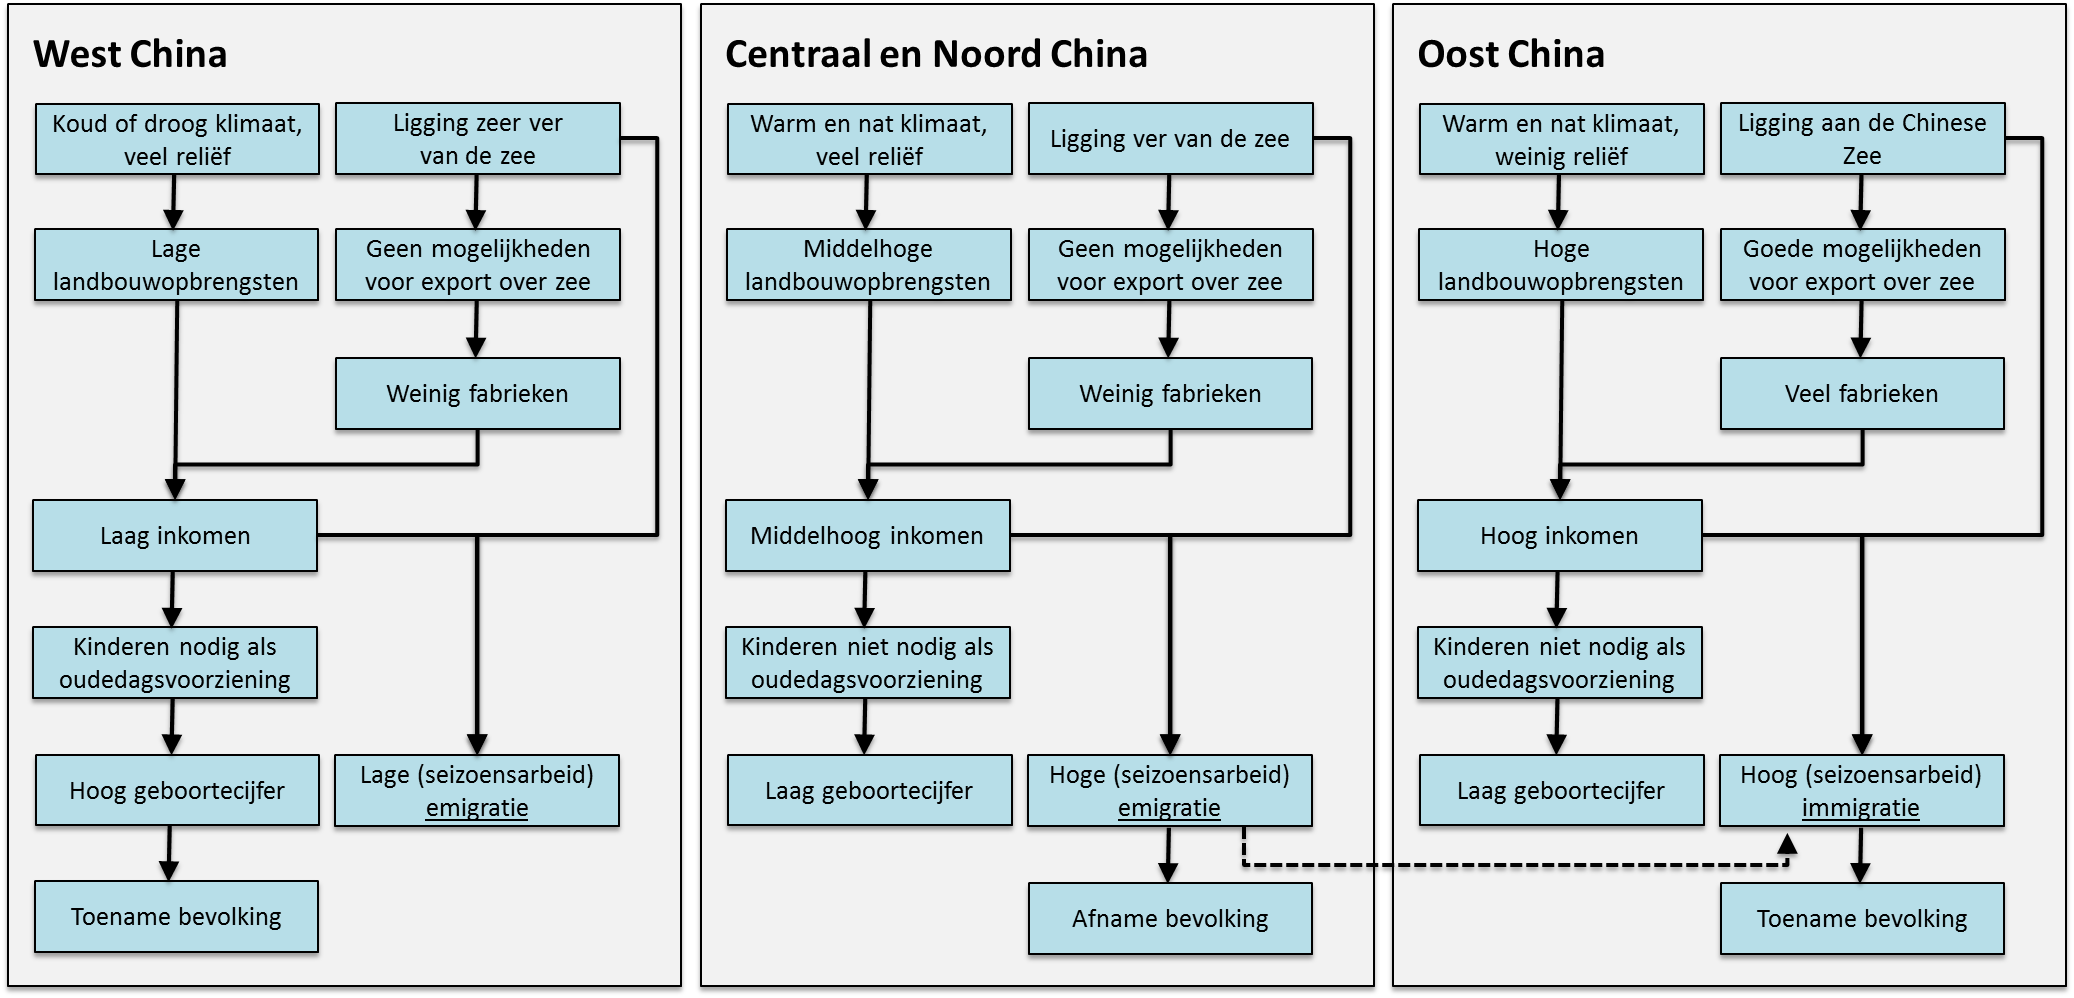 West China
Koud of droog klimaat,
veel reliëf
Ligging zeer ver
van de zee
Lage
landbouwopbrengsten
Geen mogelijkheden
voor export over zee
Weinig fabrieken
Laag inkomen
Kinderen nodig als
oudedagsvoorziening
Hoog geboortecijfer
Lage (seizoensarbeid)
emigratie
Toename bevolking
Centraal en Noord China
Warm en nat klimaat,
veel reliëf
Ligging ver van de zee
Middelhoge
landbouwopbrengsten
Geen mogelijkheden
voor export over zee
Weinig fabrieken
Middelhoog inkomen
Kinderen niet nodig als
oudedagsvoorziening
Laag geboortecijfer
Hoge (seizoensarbeid)
emigratie
Afname bevolking
Oost China
Warm en nat klimaat,
weinig reliëf
Ligging aan de Chinese
Zee
Hoge
landbouwopbrengsten
Goede mogelijkheden
voor export over zee
Veel fabrieken
Hoog inkomen
Kinderen niet nodig als
oudedagsvoorziening
Laag geboortecijfer
Hoog (seizoensarbeid)
immigratie
Toename bevolking